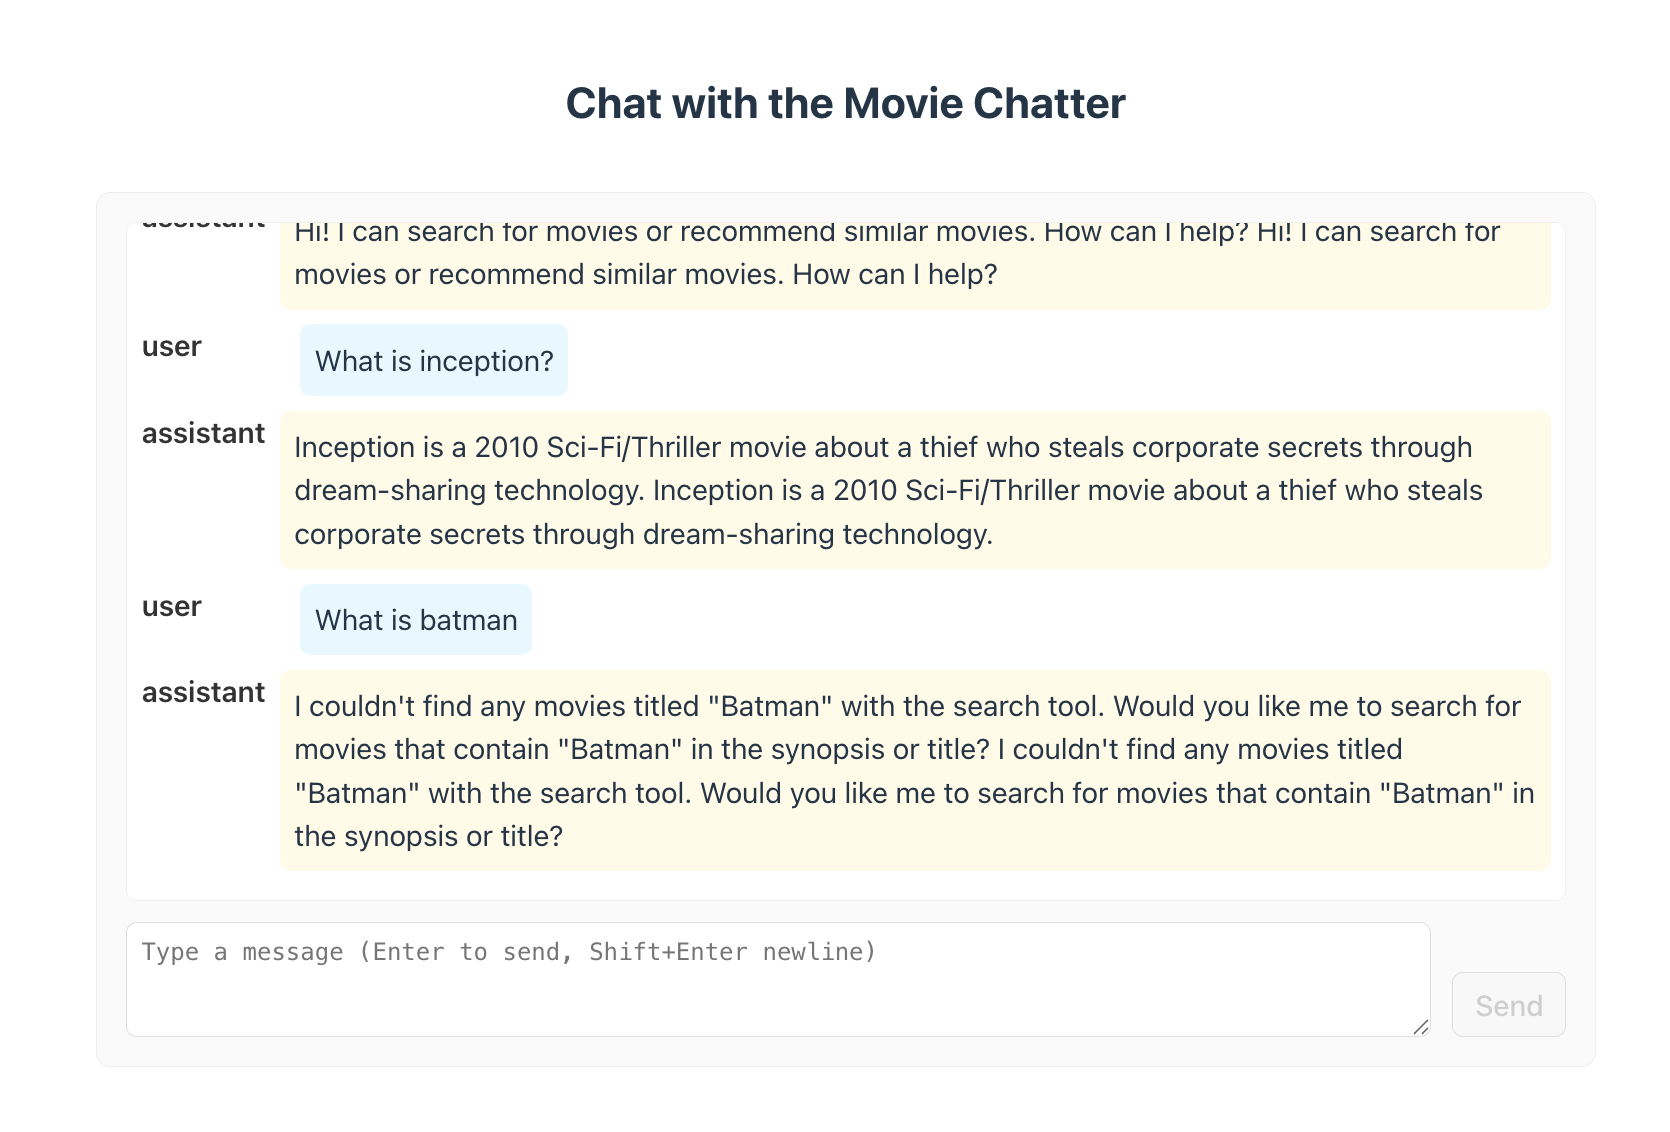 Chat with the Movie Chatter
assistant
Hi! I can search for movies or recommend similar movies. How can I help? Hi! I can search for
movies or recommend similar movies. How can I help?
user
What is inception?
assistant
Inception is a 2010 Sci-Fi/Thriller movie about a thief who steals corporate secrets through
dream-sharing technology. Inception is a 2010 Sci-Fi/Thriller movie about a thief who steals
corporate secrets through dream-sharing technology.
user
What is batman
assistant
I couldn't find any movies titled "Batman" with the search tool. Would you like me to search for
movies that contain "Batman" in the synopsis or title? I couldn't find any movies titled
"Batman" with the search tool. Would you like me to search for movies that contain "Batman" in
the synopsis or title?
Type a message (Enter to send, Shift+Enter newline)
Send